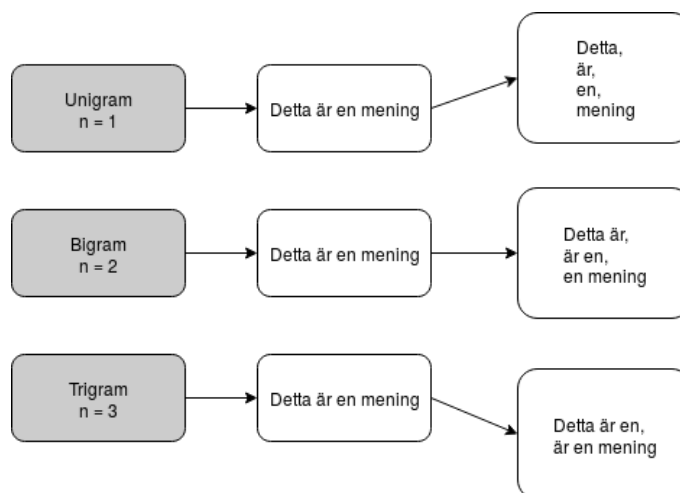 Unigram
n = 1
Detta är en mening
Detta,
är,
en,
mening
Bigram
n = 2
Detta är en mening
Detta är,
är en,
en mening
Trigram
n = 3
Detta är en mening
Detta är en,
är en mening